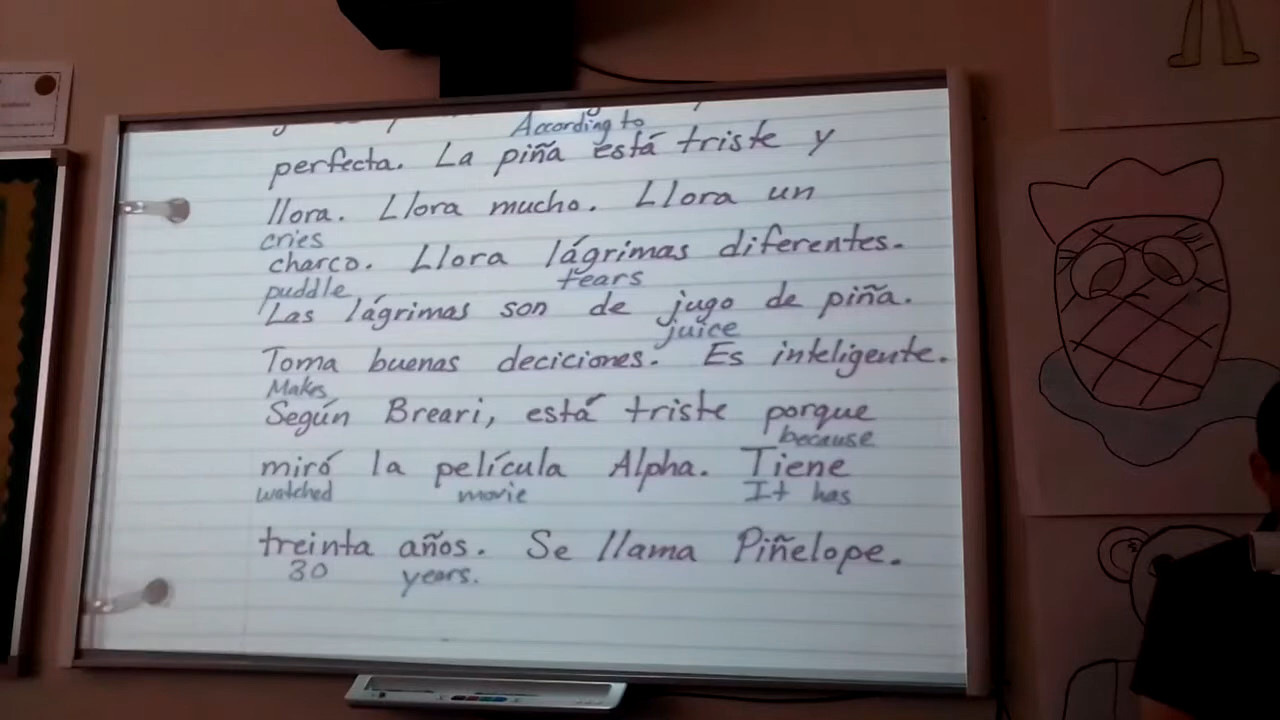 According to
perfecta. La piña está triste y
llora. Llora mucho. Llora un
cries
charco. Llora lágrimas diferentes.
puddle tears
Las lágrimas son de jugo de piña.
juice
Toma buenas deciciones. Es inteligente.
Makes
Según Breari, está triste porque
because
miró la película Alpha. Tiene
watched movie It has
treinta años. Se llama Piñelope.
30 years.